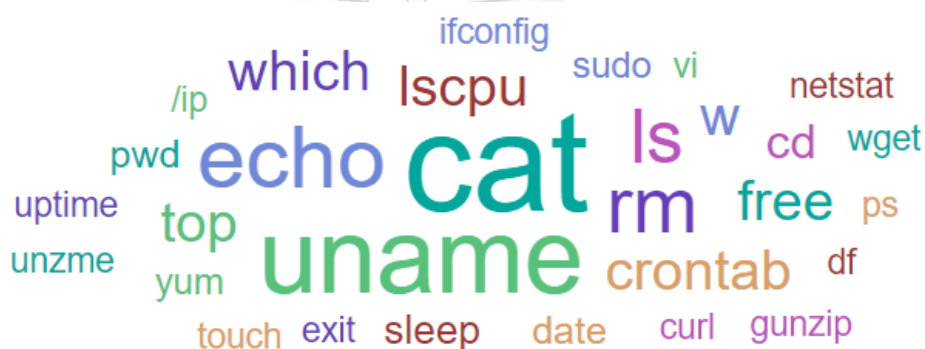 ifconfig
which lscpu sudo vi netstat
/ip echo cat ls w cd wget
pwd
uptime top rm free ps
unzme yum uname crontab df
touch exit sleep date curl gunzip